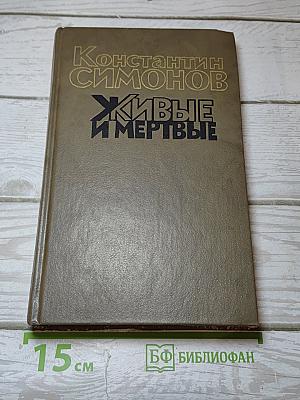 Константин
СИМОНОВ
ЖИВЫЕ
И МЕРТВЫЕ
15 см
БФ БИБЛИОФАН